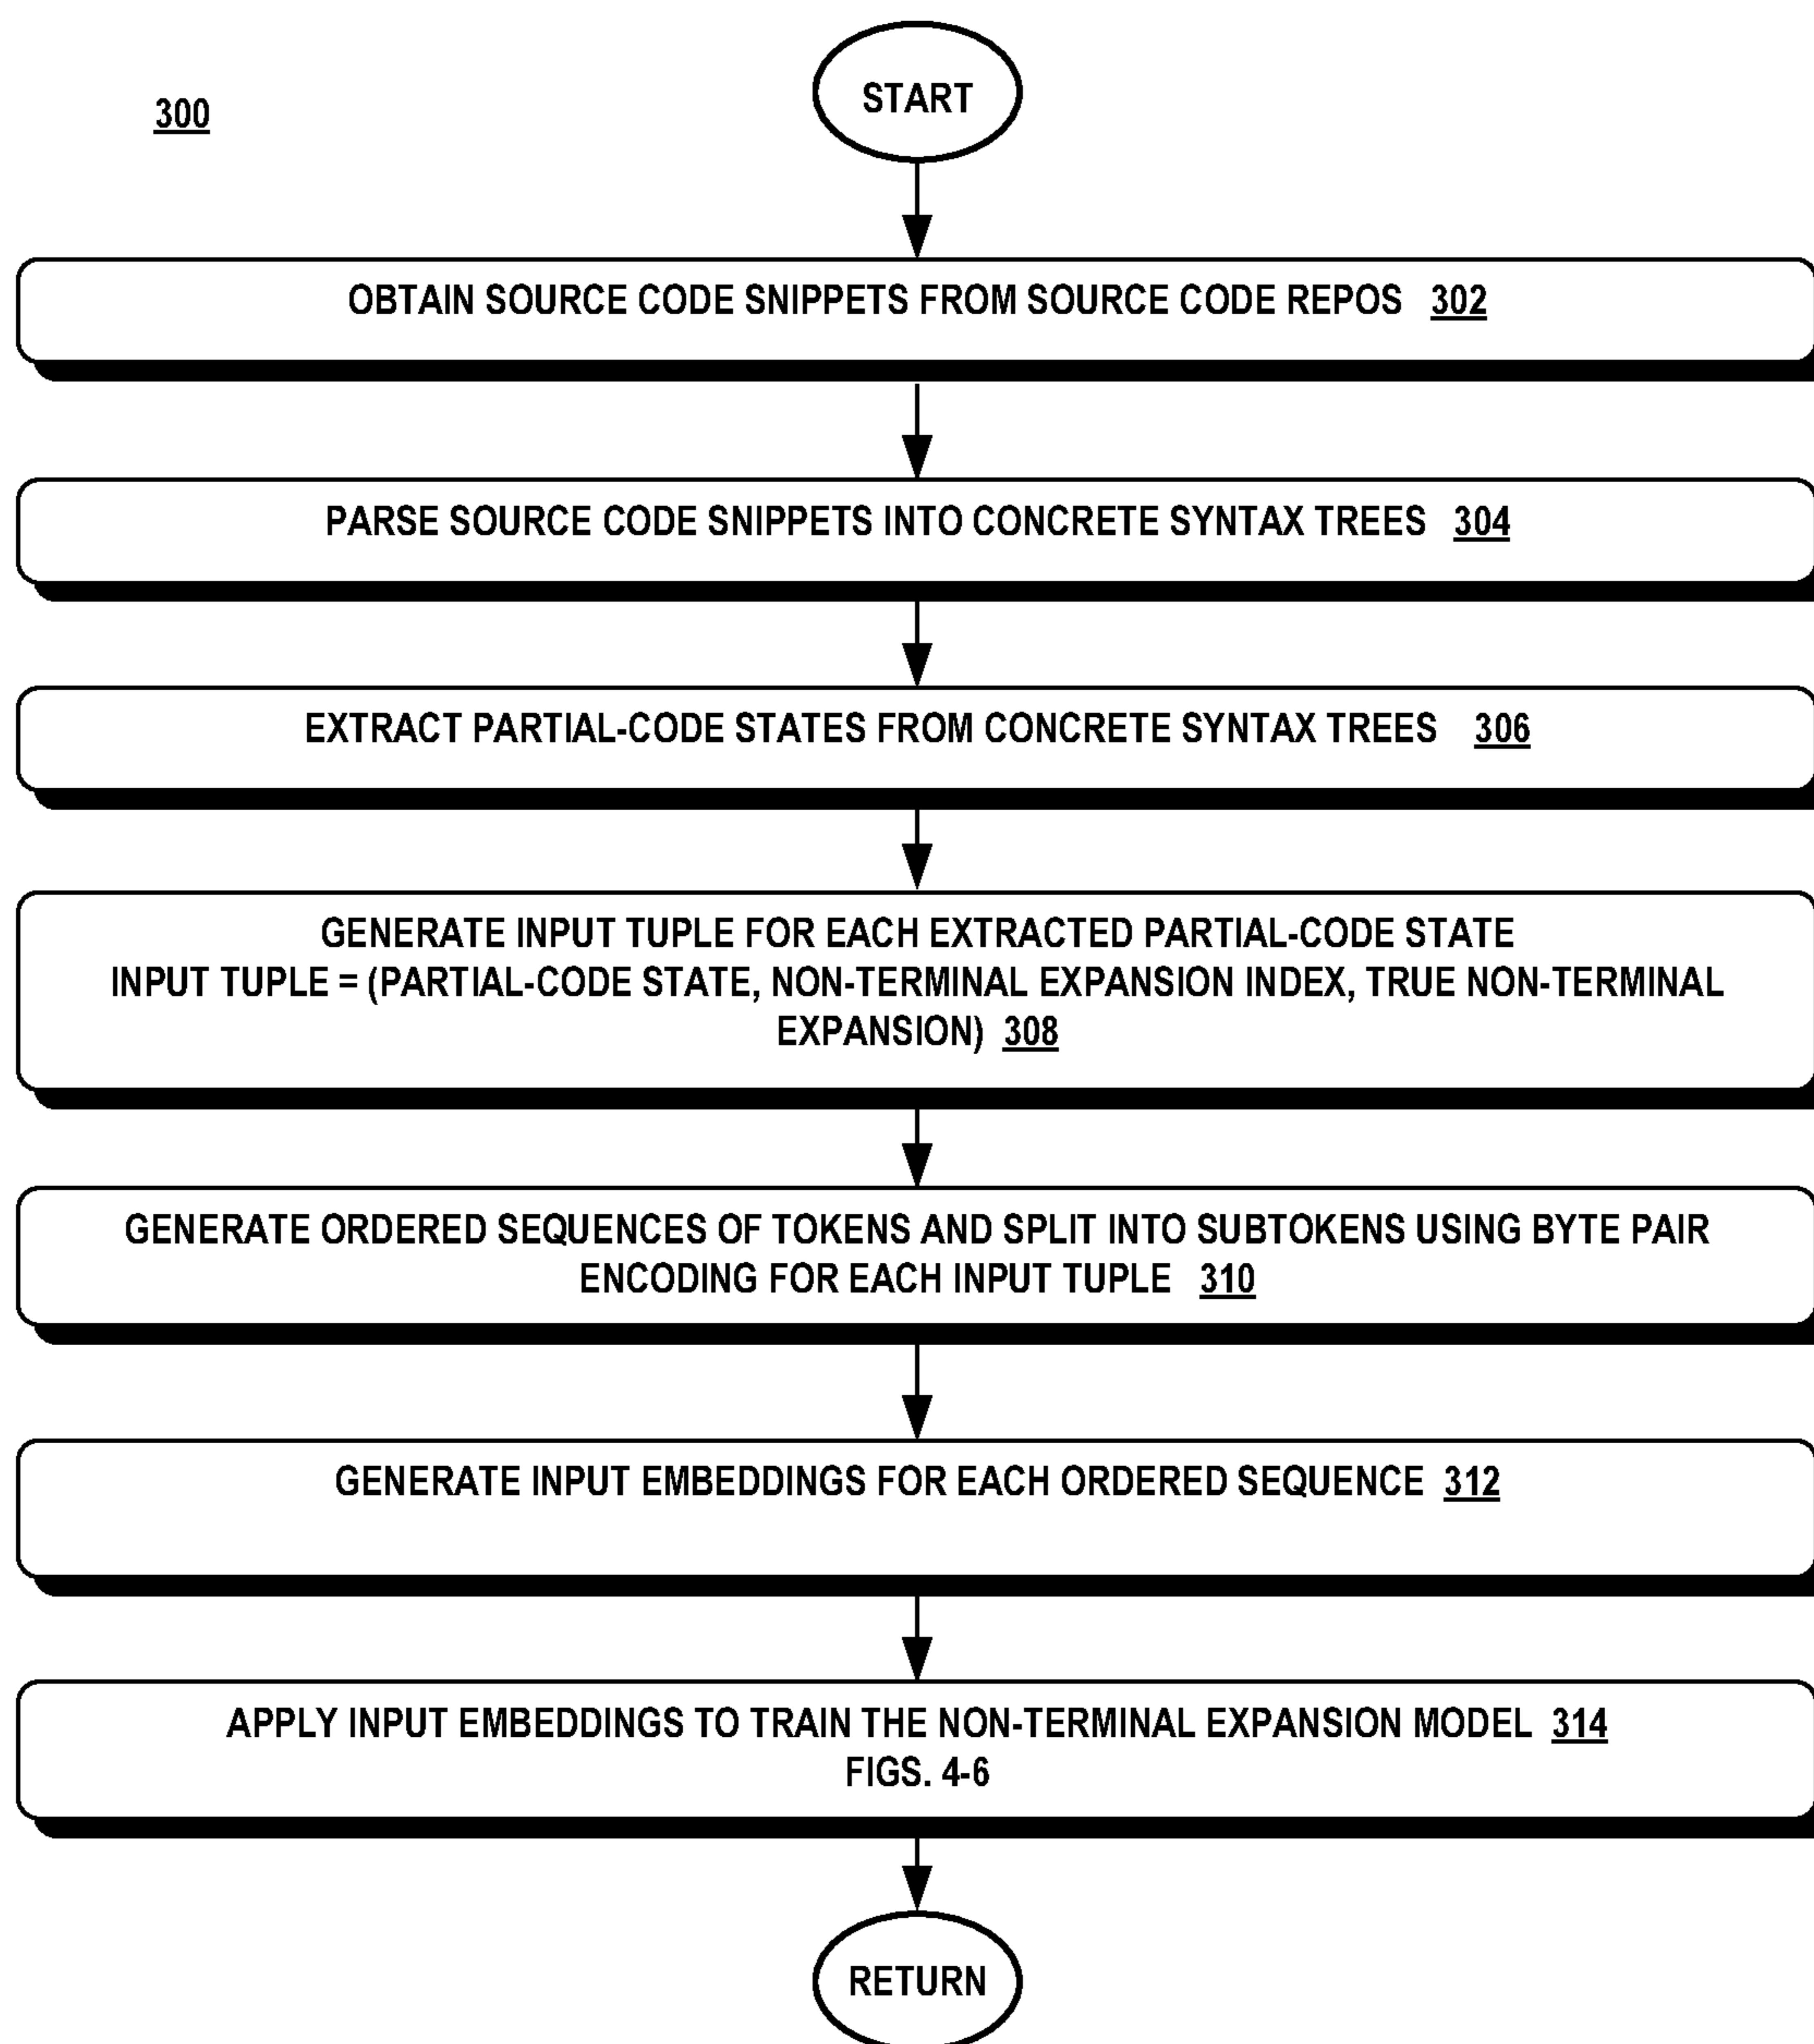 300
START
OBTAIN SOURCE CODE SNIPPETS FROM SOURCE CODE REPOS 302
PARSE SOURCE CODE SNIPPETS INTO CONCRETE SYNTAX TREES 304
EXTRACT PARTIAL-CODE STATES FROM CONCRETE SYNTAX TREES 306
GENERATE INPUT TUPLE FOR EACH EXTRACTED PARTIAL-CODE STATE
INPUT TUPLE = (PARTIAL-CODE STATE, NON-TERMINAL EXPANSION INDEX, TRUE NON-TERMINAL
EXPANSION) 308
GENERATE ORDERED SEQUENCES OF TOKENS AND SPLIT INTO SUBTOKENS USING BYTE PAIR
ENCODING FOR EACH INPUT TUPLE 310
GENERATE INPUT EMBEDDINGS FOR EACH ORDERED SEQUENCE 312
APPLY INPUT EMBEDDINGS TO TRAIN THE NON-TERMINAL EXPANSION MODEL 314
FIGS. 4-6
RETURN